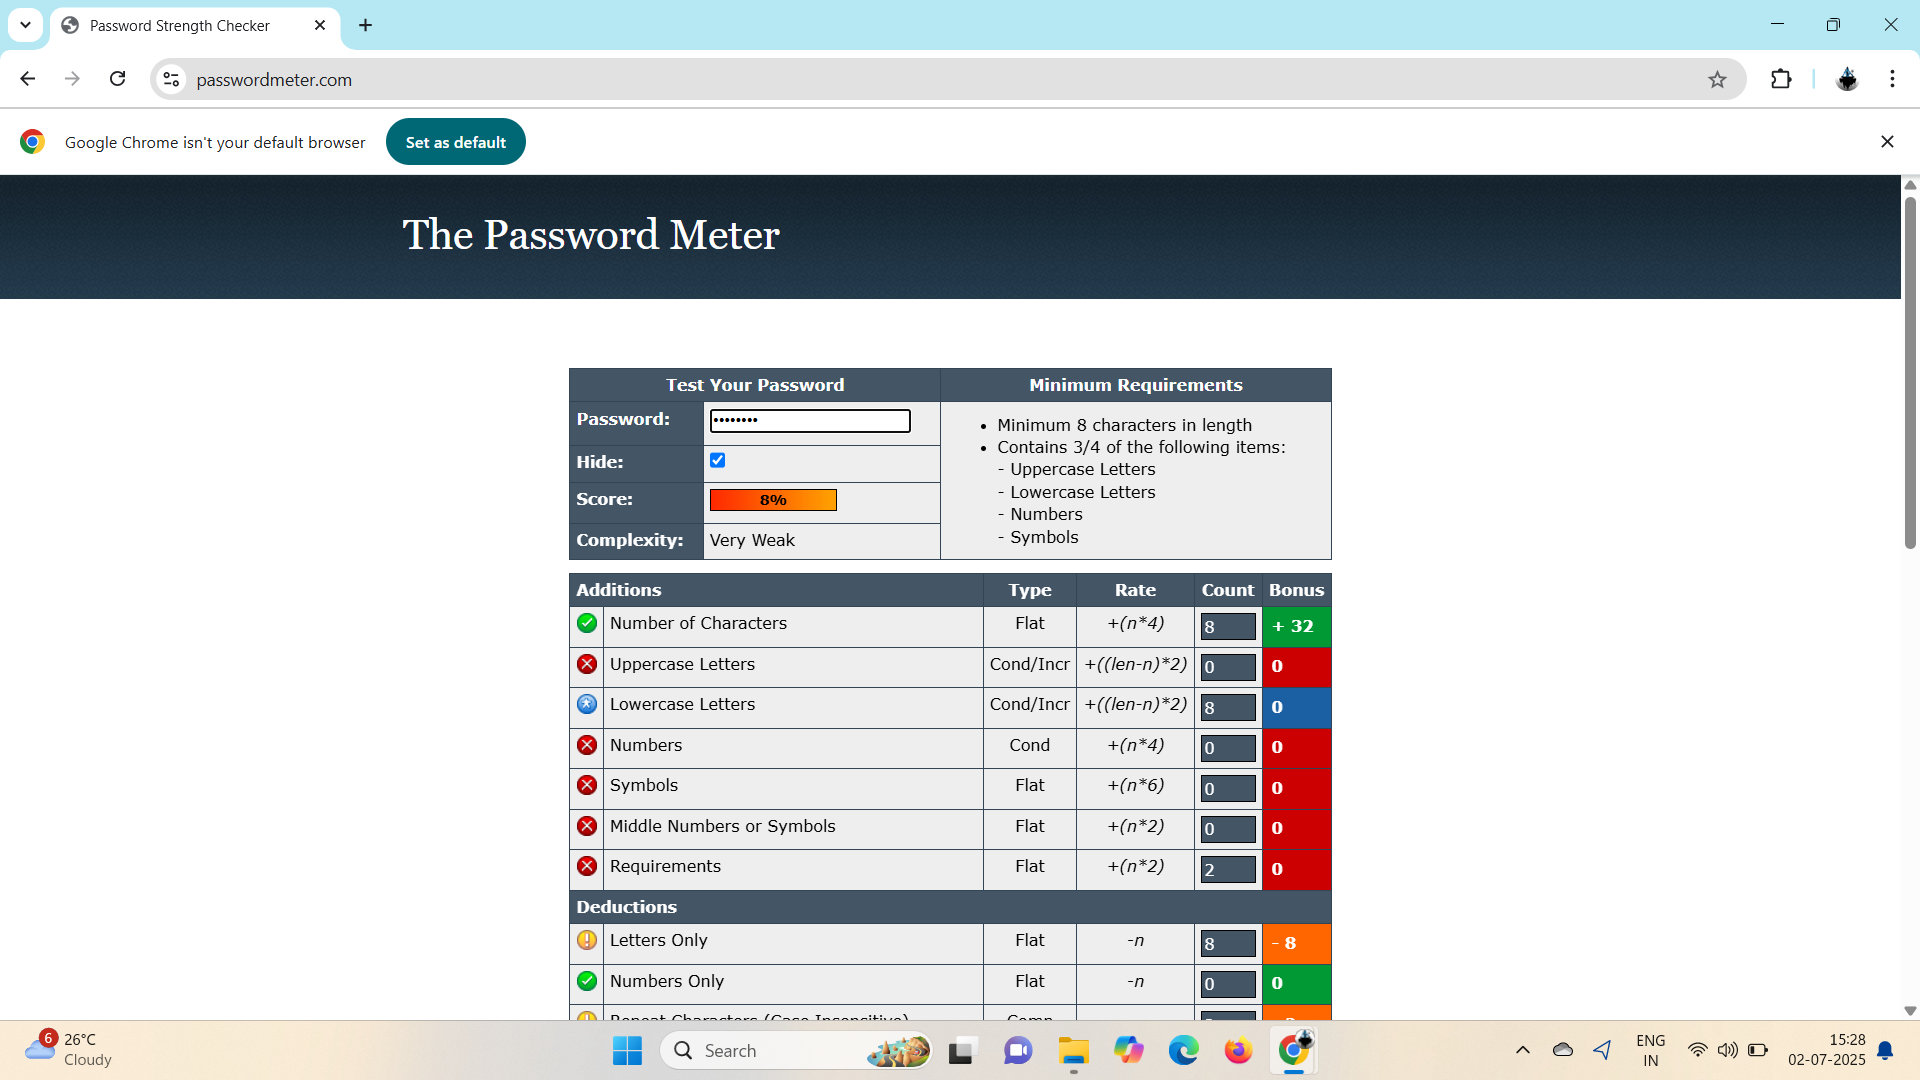 Password Strength Checker
passwordmeter.com
Google Chrome isn't your default browser
Set as default
The Password Meter
Test Your Password
Minimum Requirements
Password:
••••••••
Hide:
Score:
8%
Complexity:
Very Weak
• Minimum 8 characters in length
• Contains 3/4 of the following items:
- Uppercase Letters
- Lowercase Letters
- Numbers
- Symbols
Additions Type Rate Count Bonus
Number of Characters Flat +(n*4) 8 + 32
Uppercase Letters Cond/Incr +((len-n)*2) 0 0
Lowercase Letters Cond/Incr +((len-n)*2) 8 0
Numbers Cond +(n*4) 0 0
Symbols Flat +(n*6) 0 0
Middle Numbers or Symbols Flat +(n*2) 0 0
Requirements Flat +(n*2) 2 0
Deductions
Letters Only Flat -n 8 - 8
Numbers Only Flat -n 0 0
Repeat Characters (Case Insensitive) Comp
6
26°C
Cloudy
Search
ENG
IN
15:28
02-07-2025